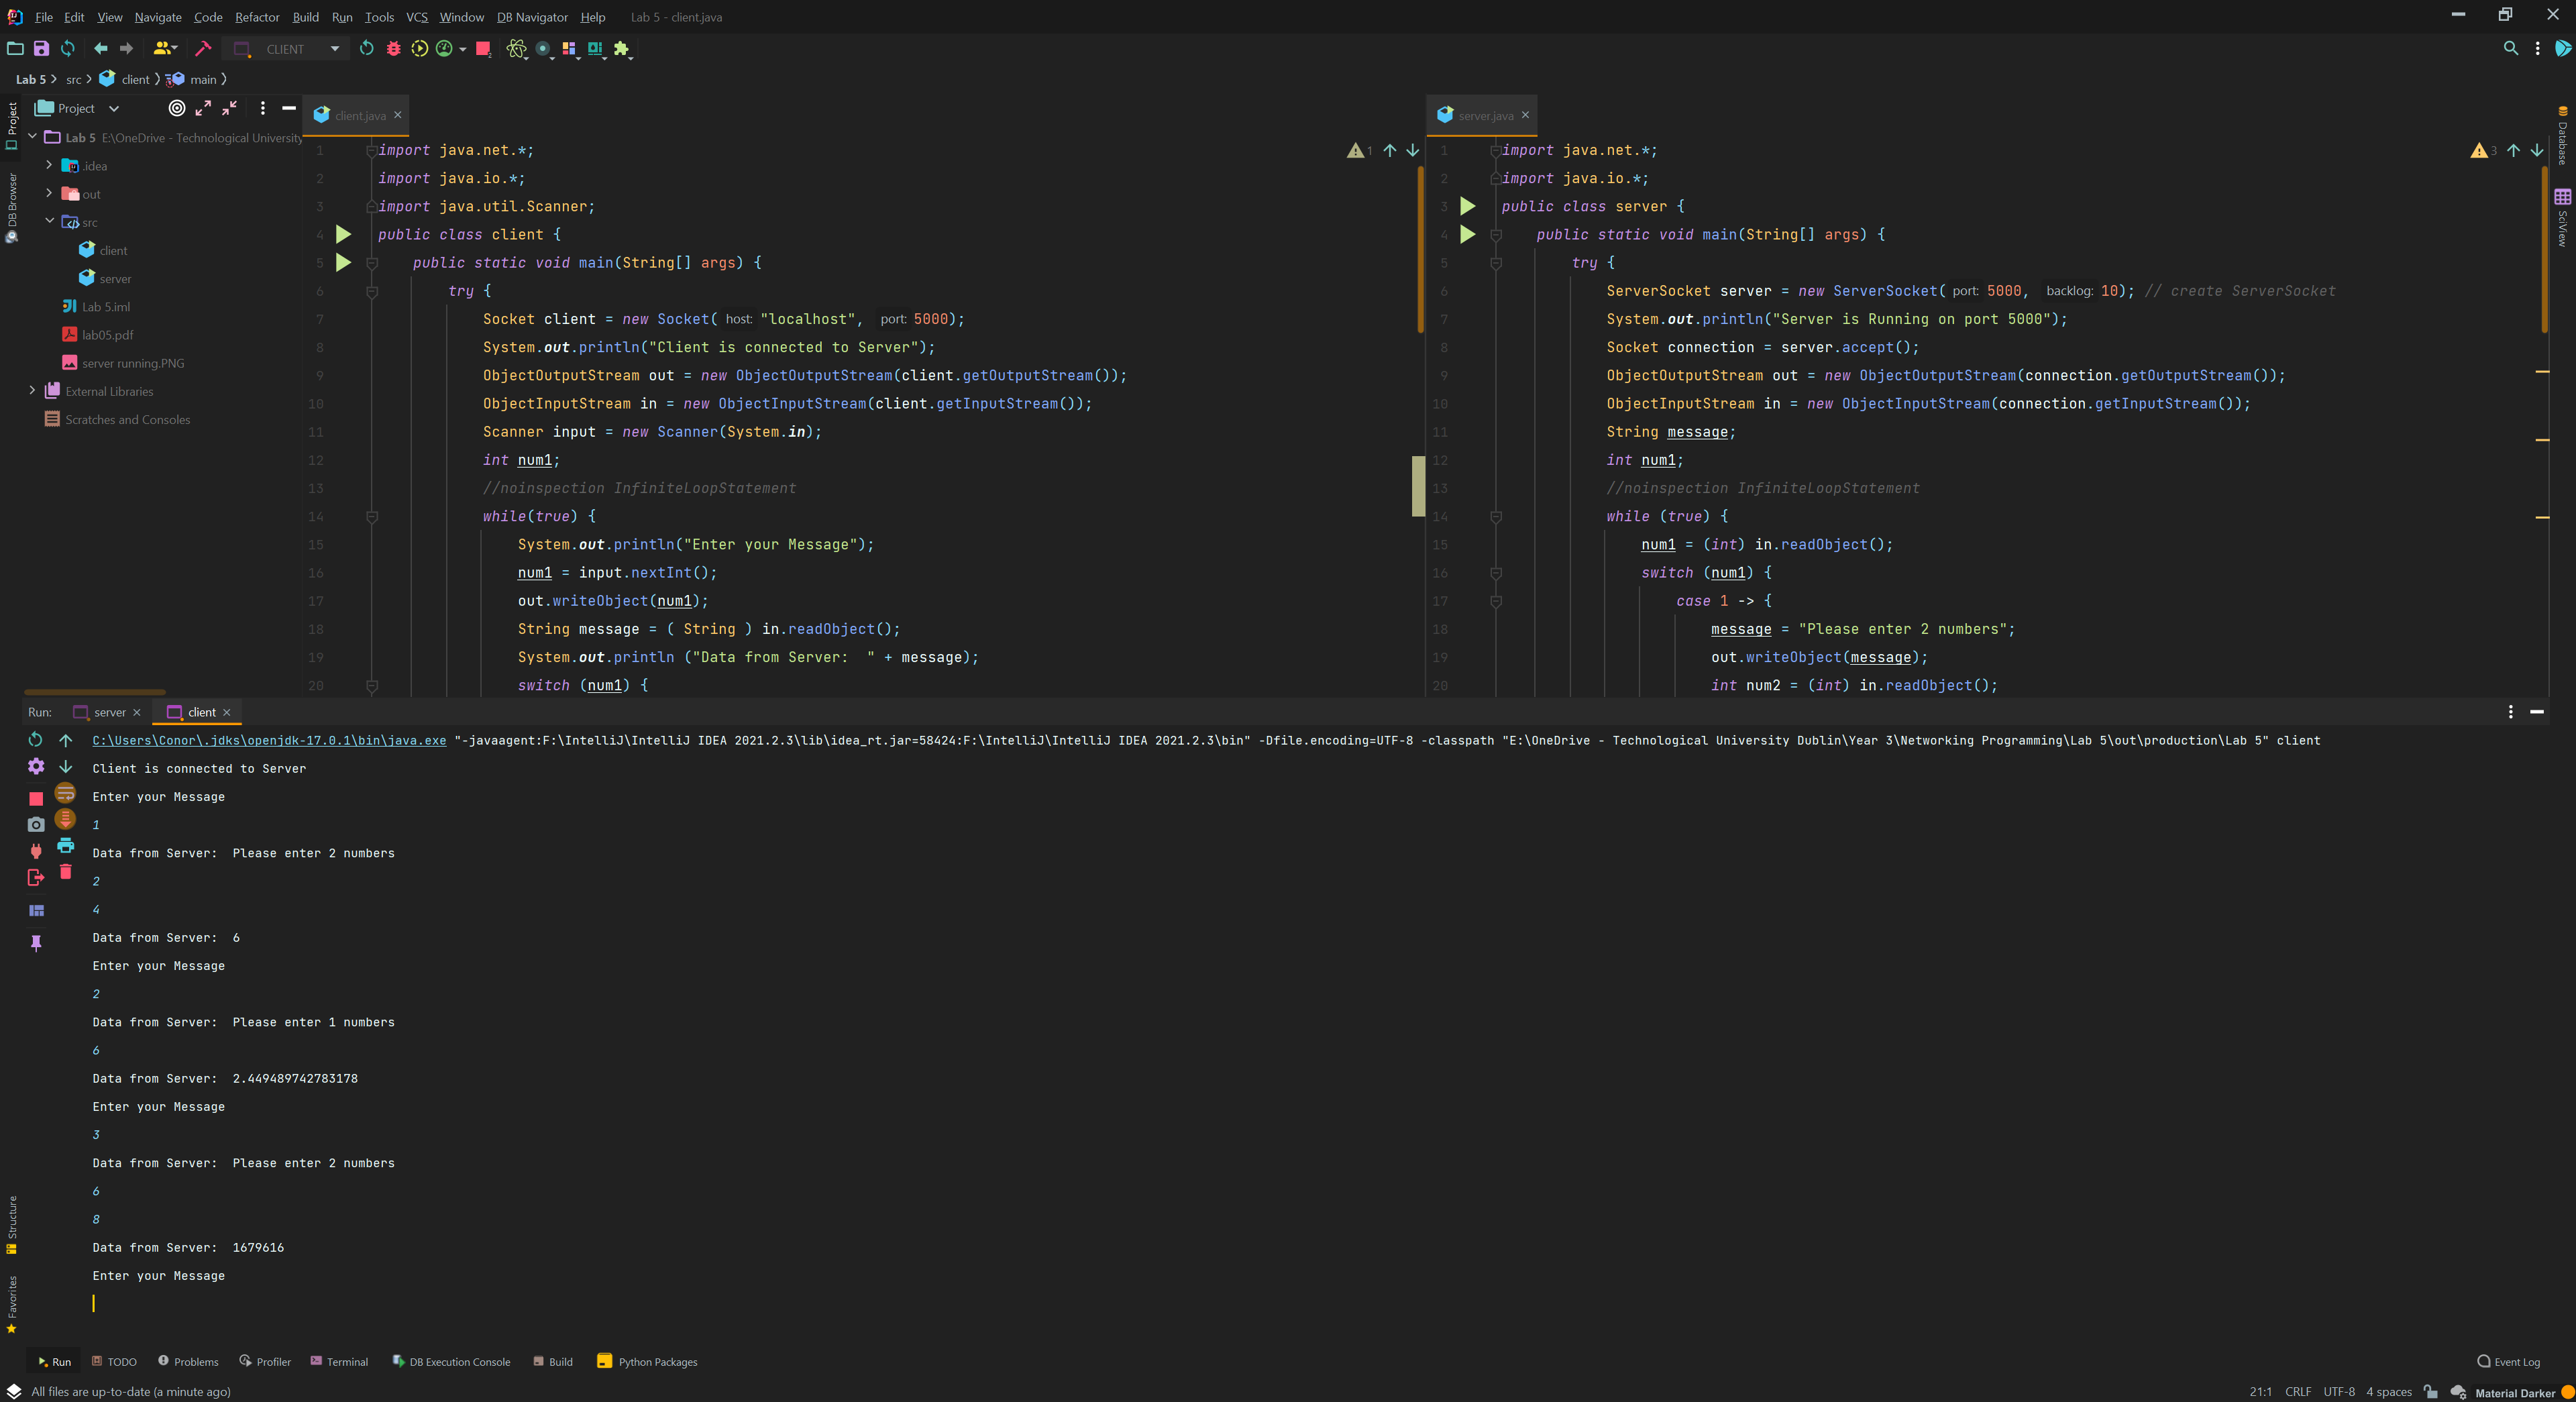 File Edit View Navigate Code Refactor Build Run Tools VCS Window DB Navigator Help Lab 5 - client.java
CLIENT
Lab 5 src client main
Project
client.java
server.java
Project
DB Browser
Structure
Favorites
Database
SciView
Lab 5 E:\OneDrive - Technological University
.idea
out
src
client
server
Lab 5.iml
lab05.pdf
server running.PNG
External Libraries
Scratches and Consoles
1 import java.net.*;
2 import java.io.*;
3 import java.util.Scanner;
4 public class client {
5 public static void main(String[] args) {
6 try {
7 Socket client = new Socket( host: "localhost", port: 5000);
8 System.out.println("Client is connected to Server");
9 ObjectOutputStream out = new ObjectOutputStream(client.getOutputStream());
10 ObjectInputStream in = new ObjectInputStream(client.getInputStream());
11 Scanner input = new Scanner(System.in);
12 int num1;
13 //noinspection InfiniteLoopStatement
14 while(true) {
15 System.out.println("Enter your Message");
16 num1 = input.nextInt();
17 out.writeObject(num1);
18 String message = ( String ) in.readObject();
19 System.out.println ("Data from Server:  " + message);
20 switch (num1) {
1
1 import java.net.*;
2 import java.io.*;
3 public class server {
4 public static void main(String[] args) {
5 try {
6 ServerSocket server = new ServerSocket( port: 5000, backlog: 10); // create ServerSocket
7 System.out.println("Server is Running on port 5000");
8 Socket connection = server.accept();
9 ObjectOutputStream out = new ObjectOutputStream(connection.getOutputStream());
10 ObjectInputStream in = new ObjectInputStream(connection.getInputStream());
11 String message;
12 int num1;
13 //noinspection InfiniteLoopStatement
14 while (true) {
15 num1 = (int) in.readObject();
16 switch (num1) {
17 case 1 -> {
18 message = "Please enter 2 numbers";
19 out.writeObject(message);
20 int num2 = (int) in.readObject();
3
Run: server client
C:\Users\Conor\.jdks\openjdk-17.0.1\bin\java.exe "-javaagent:F:\IntelliJ\IntelliJ IDEA 2021.2.3\lib\idea_rt.jar=58424:F:\IntelliJ\IntelliJ IDEA 2021.2.3\bin" -Dfile.encoding=UTF-8 -classpath "E:\OneDrive - Technological University Dublin\Year 3\Networking Programming\Lab 5\out\production\Lab 5" client
Client is connected to Server
Enter your Message
1
Data from Server:  Please enter 2 numbers
2
4
Data from Server:  6
Enter your Message
2
Data from Server:  Please enter 1 numbers
6
Data from Server:  2.449489742783178
Enter your Message
3
Data from Server:  Please enter 2 numbers
6
8
Data from Server:  1679616
Enter your Message
Run TODO Problems Profiler Terminal DB Execution Console Build Python Packages Event Log
All files are up-to-date (a minute ago) 21:1 CRLF UTF-8 4 spaces Material Darker